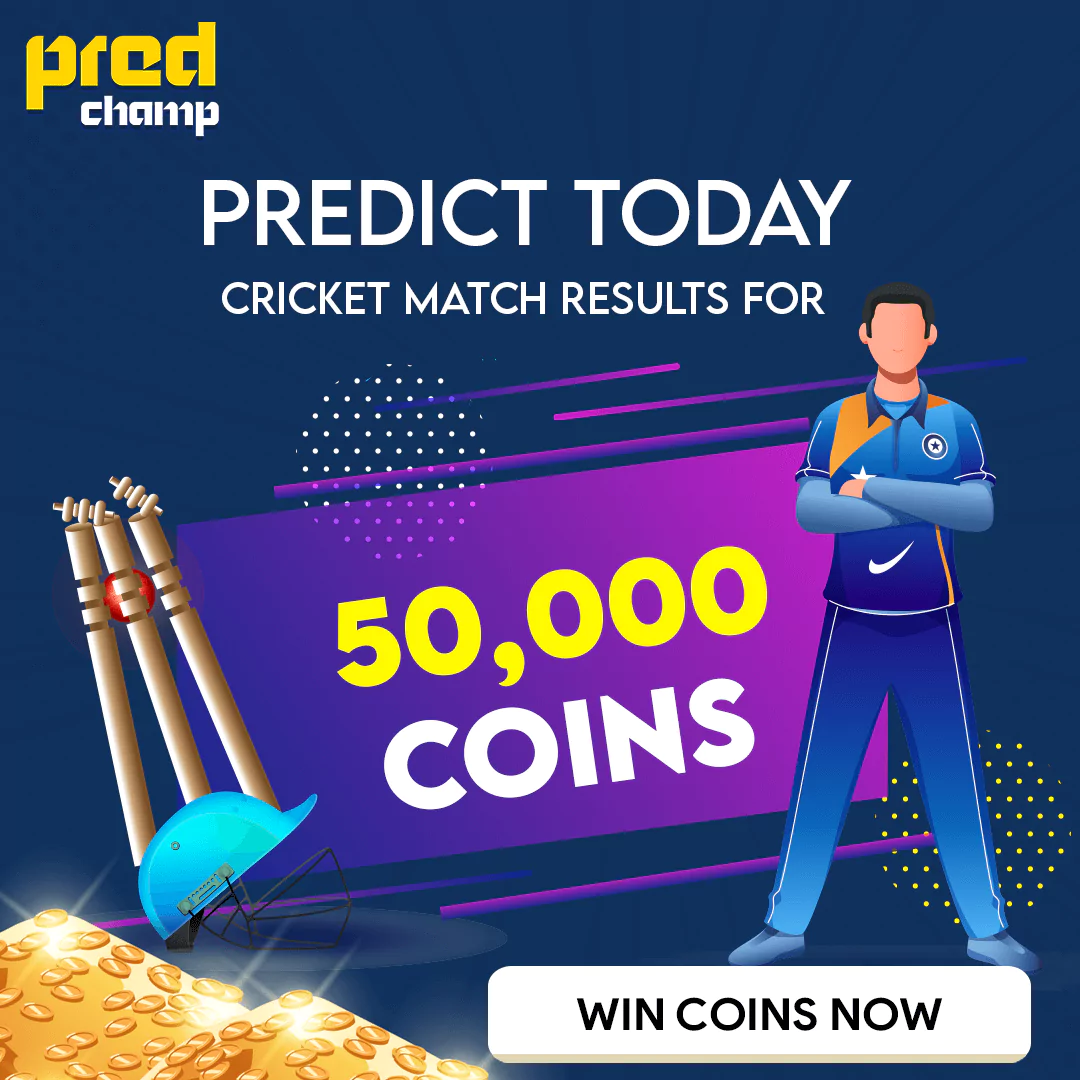 pred
champ
PREDICT TODAY
CRICKET MATCH RESULTS FOR
50,000
COINS
WIN COINS NOW